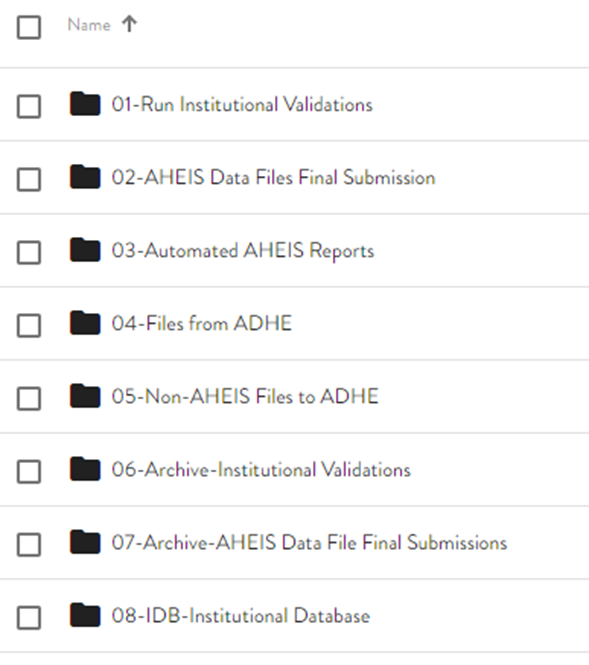 Name ↑
01-Run Institutional Validations
02-AHEIS Data Files Final Submission
03-Automated AHEIS Reports
04-Files from ADHE
05-Non-AHEIS Files to ADHE
06-Archive-Institutional Validations
07-Archive-AHEIS Data File Final Submissions
08-IDB-Institutional Database